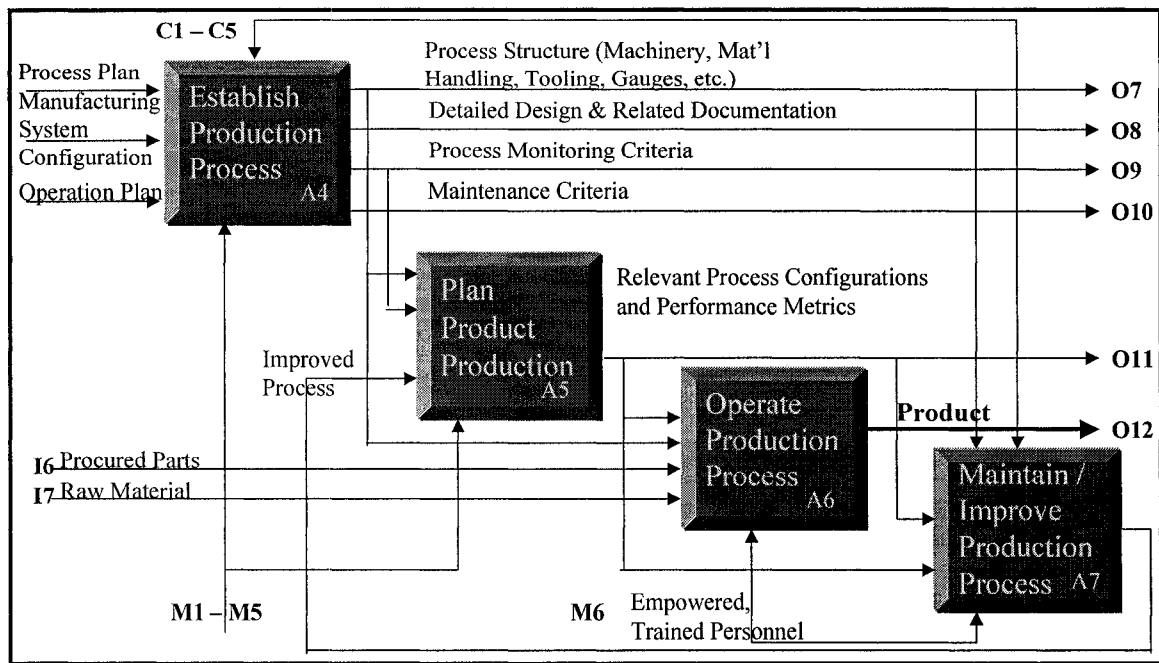 C1 – C5
Process Plan
Manufacturing
System
Configuration
Operation Plan
Establish
Production
Process
A4
Process Structure (Machinery, Mat'l
Handling, Tooling, Gauges, etc.)
O7
Detailed Design & Related Documentation
O8
Process Monitoring Criteria
O9
Maintenance Criteria
O10
Plan
Product
Production
A5
Relevant Process Configurations
and Performance Metrics
O11
Improved
Process
Operate
Production
Process
A6
Product
O12
I6 Procured Parts
I7 Raw Material
Maintain /
Improve
Production
Process A7
M1 – M5
M6
Empowered,
Trained Personnel